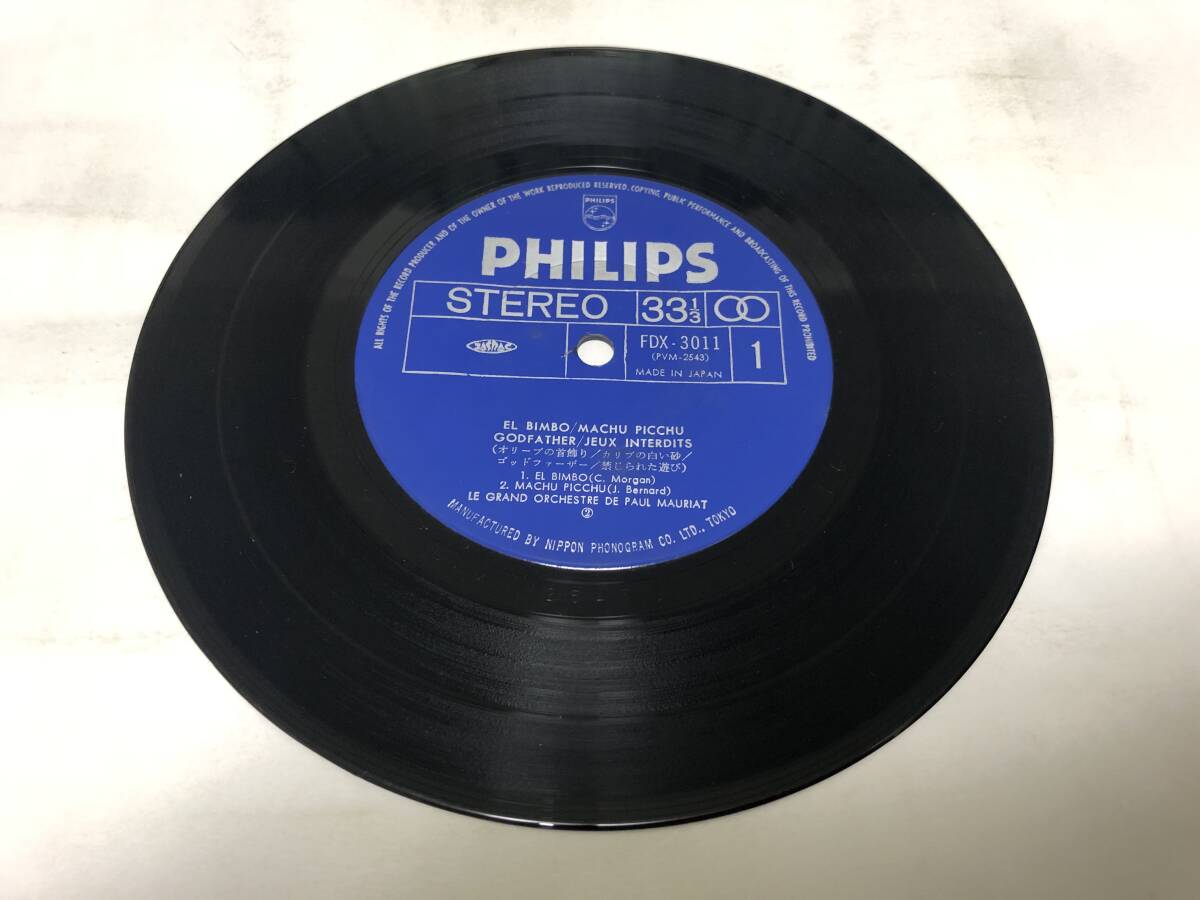 ALL RIGHTS OF THE RECORD PRODUCER AND OF THE OWNER OF THE WORK REPRODUCED RESERVED. COPYING, PUBLIC PERFORMANCE AND BROADCASTING OF THIS RECORD PROHIBITED
PHILIPS
PHILIPS
STEREO 33 1/3
JASRAC
FDX-3011
(PVM-2543)
MADE IN JAPAN
1
EL BIMBO/MACHU PICCHU
GODFATHER/JEUX INTERDITS
(オリーブの首飾り/カリブの白い砂/
ゴッドファーザー/禁じられた遊び)
1. EL BIMBO(C. Morgan)
2. MACHU PICCHU(J. Bernard)
LE GRAND ORCHESTRE DE PAUL MAURIAT
②
MANUFACTURED BY NIPPON PHONOGRAM CO. LTD., TOKYO